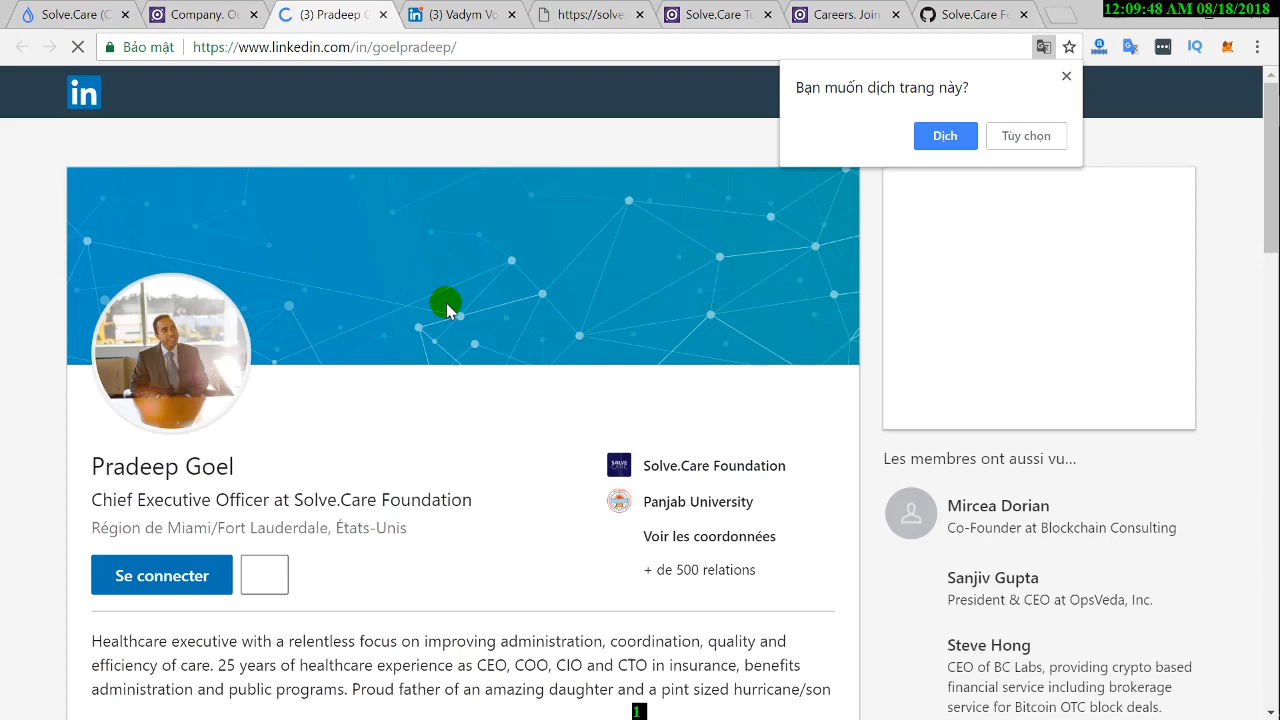 Solve.Care (Co
Company. Ou
(3) Pradeep G
(3) Vadym Vo
https://solve
Solve.Care To
Careers. Join
Solve.Care Fo
12:09:48 AM 08/18/2018
Bảo mật
https://www.linkedin.com/in/goelpradeep/
Bạn muốn dịch trang này?
Dịch
Tùy chọn
in
Pradeep Goel
Chief Executive Officer at Solve.Care Foundation
Région de Miami/Fort Lauderdale, États-Unis
Se connecter
Solve.Care Foundation
Panjab University
Voir les coordonnées
+ de 500 relations
Healthcare executive with a relentless focus on improving administration, coordination, quality and
efficiency of care. 25 years of healthcare experience as CEO, COO, CIO and CTO in insurance, benefits
administration and public programs. Proud father of an amazing daughter and a pint sized hurricane/son
Les membres ont aussi vu...
Mircea Dorian
Co-Founder at Blockchain Consulting
Sanjiv Gupta
President & CEO at OpsVeda, Inc.
Steve Hong
CEO of BC Labs, providing crypto based
financial service including brokerage
service for Bitcoin OTC block deals.
1